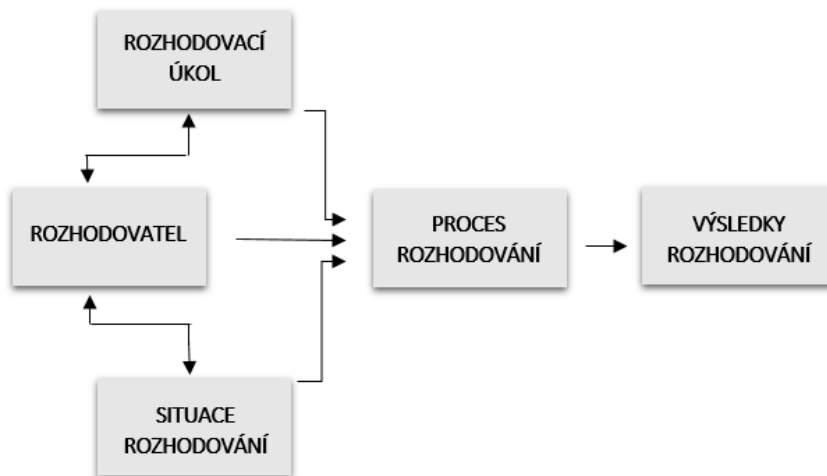 ROZHODOVACÍ
ÚKOL
ROZHODOVATEL
PROCES
ROZHODOVÁNÍ
VÝSLEDKY
ROZHODOVÁNÍ
SITUACE
ROZHODOVÁNÍ